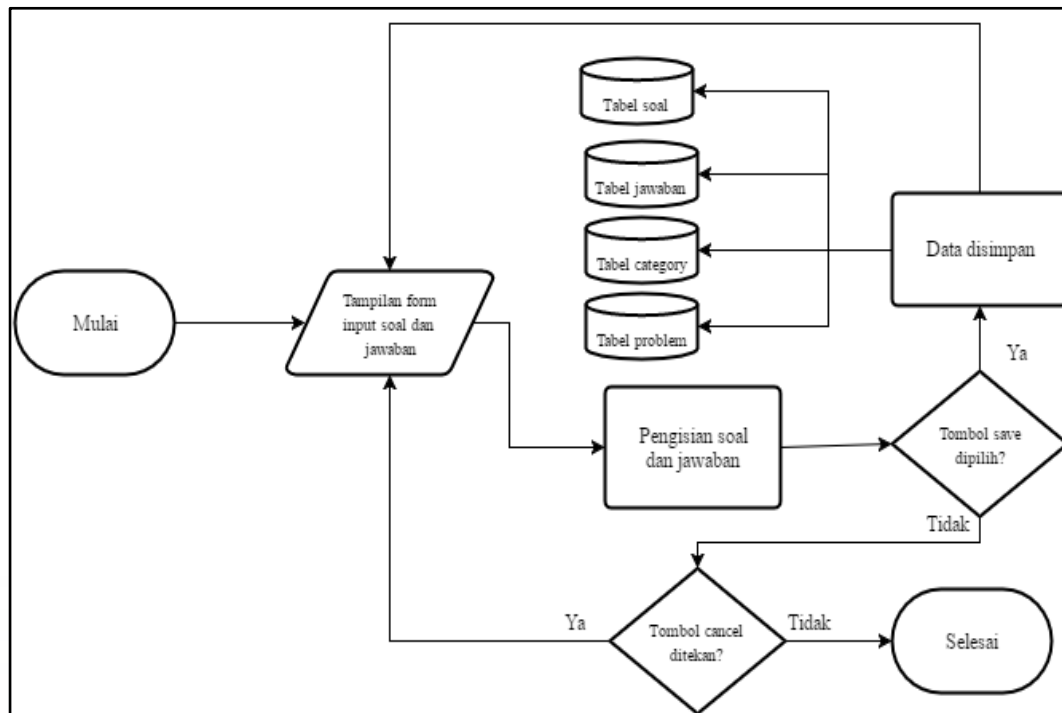 Tabel soal
Tabel jawaban
Tabel category
Tabel problem
Data disimpan
Mulai
Tampilan form
input soal dan
jawaban
Ya
Pengisian soal
dan jawaban
Tombol save
dipilih?
Tidak
Ya
Tombol cancel
ditekan?
Tidak
Selesai